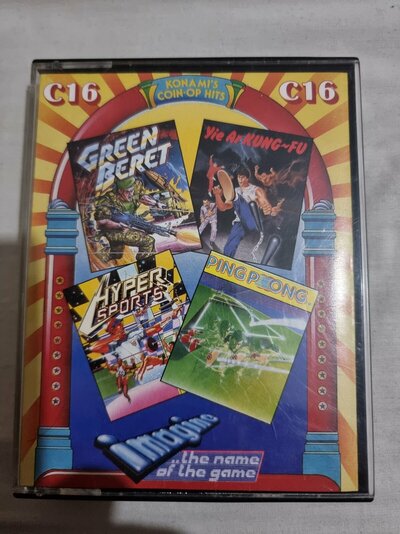 C16
KONAMI'S
COIN-OP HITS
C16
GREEN
BERET
Yie Ar KUNG-FU
HYPER
SPORTS
PING PONG
imagine
...the name
of the game